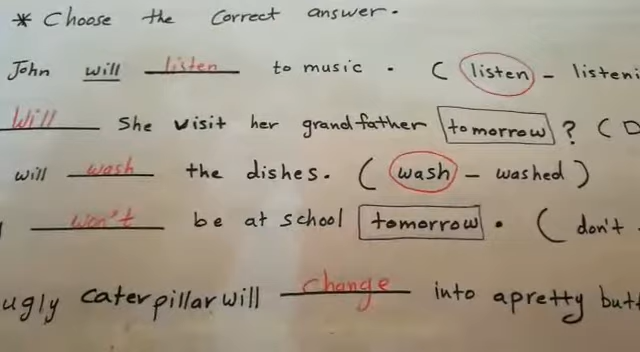 * Choose the Correct answer.
John will listen to music. ( listen - listeni
Will She visit her grandfather tomorrow ? ( D
will wash the dishes. ( wash - washed )
won't be at school tomorrow . ( don't
ugly caterpillar will change into a pretty butt